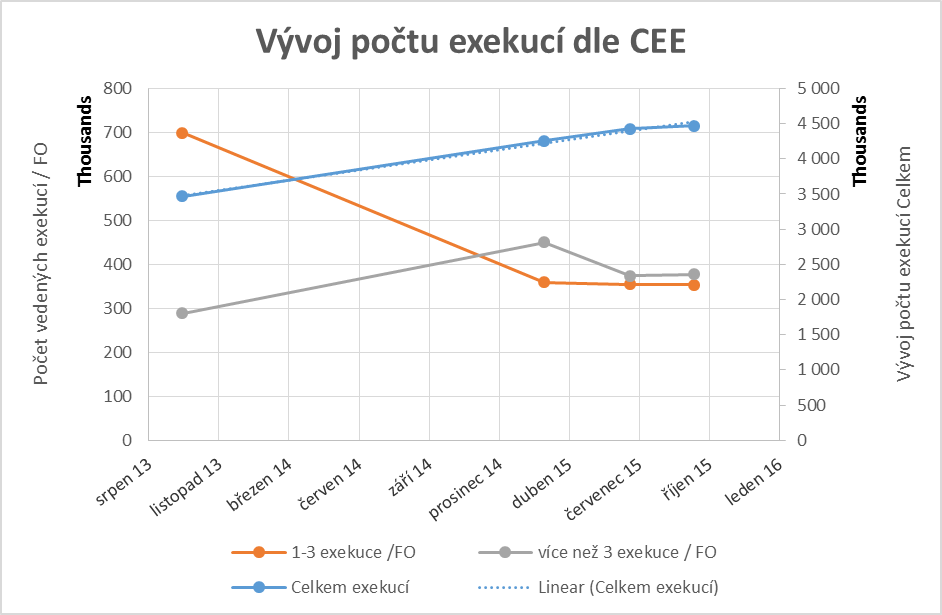 Vývoj počtu exekucí dle CEE
Počet vedených exekucí / FO
Thousands
800
700
600
500
400
300
200
100
0
5 000
4 500
4 000
3 500
3 000
2 500
2 000
1 500
1 000
500
0
Thousands
Vývoj počtu exekucí Celkem
srpen 13
listopad 13
březen 14
červen 14
září 14
prosinec 14
duben 15
červenec 15
říjen 15
leden 16
1-3 exekuce /FO
více než 3 exekuce / FO
Celkem exekucí
Linear (Celkem exekucí)